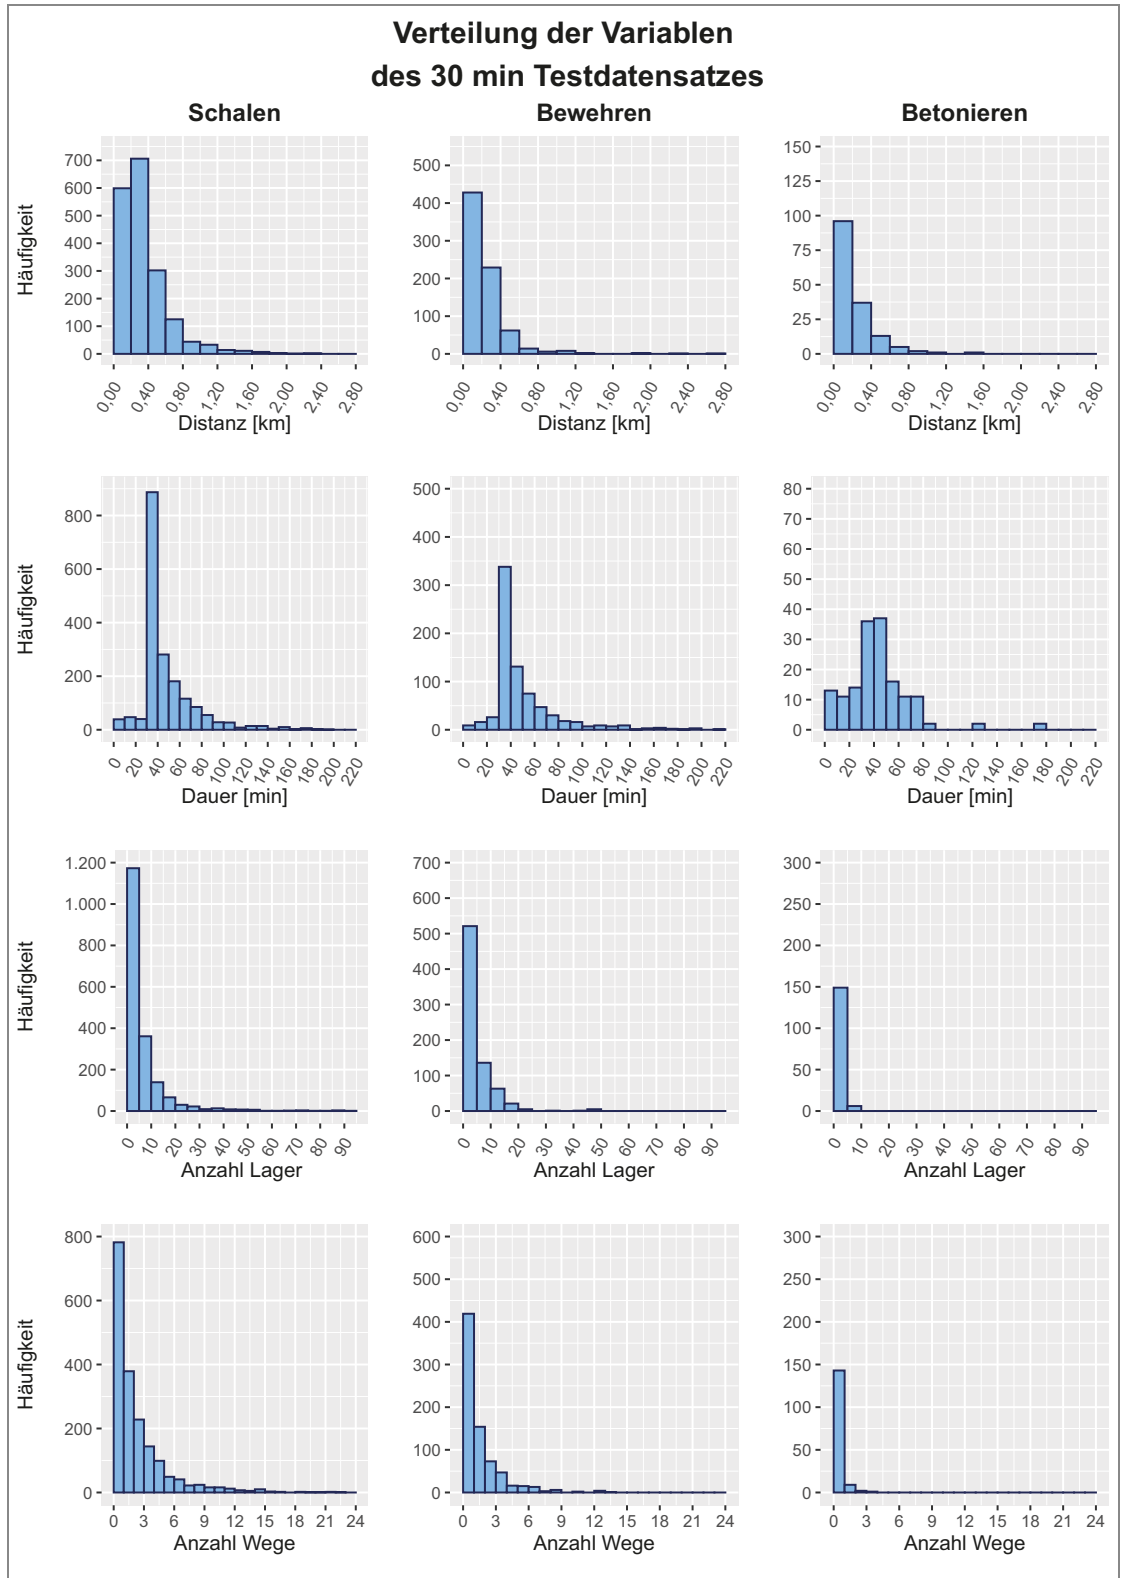 Verteilung der Variablen
des 30 min Testdatensatzes
Schalen Bewehren Betonieren
Häufigkeit
700
600
500
400
300
200
100
0
0,00 0,40 0,80 1,20 1,60 2,00 2,40 2,80
Distanz [km]
500
400
300
200
100
0
0,00 0,40 0,80 1,20 1,60 2,00 2,40 2,80
Distanz [km]
150
125
100
75
50
25
0
0,00 0,40 0,80 1,20 1,60 2,00 2,40 2,80
Distanz [km]
Häufigkeit
800
600
400
200
0
0 20 40 60 80 100 120 140 160 180 200 220
Dauer [min]
500
400
300
200
100
0
0 20 40 60 80 100 120 140 160 180 200 220
Dauer [min]
80
70
60
50
40
30
20
10
0
0 20 40 60 80 100 120 140 160 180 200 220
Dauer [min]
Häufigkeit
1.200
1.000
800
600
400
200
0
0 10 20 30 40 50 60 70 80 90
Anzahl Lager
700
600
500
400
300
200
100
0
0 10 20 30 40 50 60 70 80 90
Anzahl Lager
300
250
200
150
100
50
0
0 10 20 30 40 50 60 70 80 90
Anzahl Lager
Häufigkeit
800
600
400
200
0
0 3 6 9 12 15 18 21 24
Anzahl Wege
600
500
400
300
200
100
0
0 3 6 9 12 15 18 21 24
Anzahl Wege
300
250
200
150
100
50
0
0 3 6 9 12 15 18 21 24
Anzahl Wege